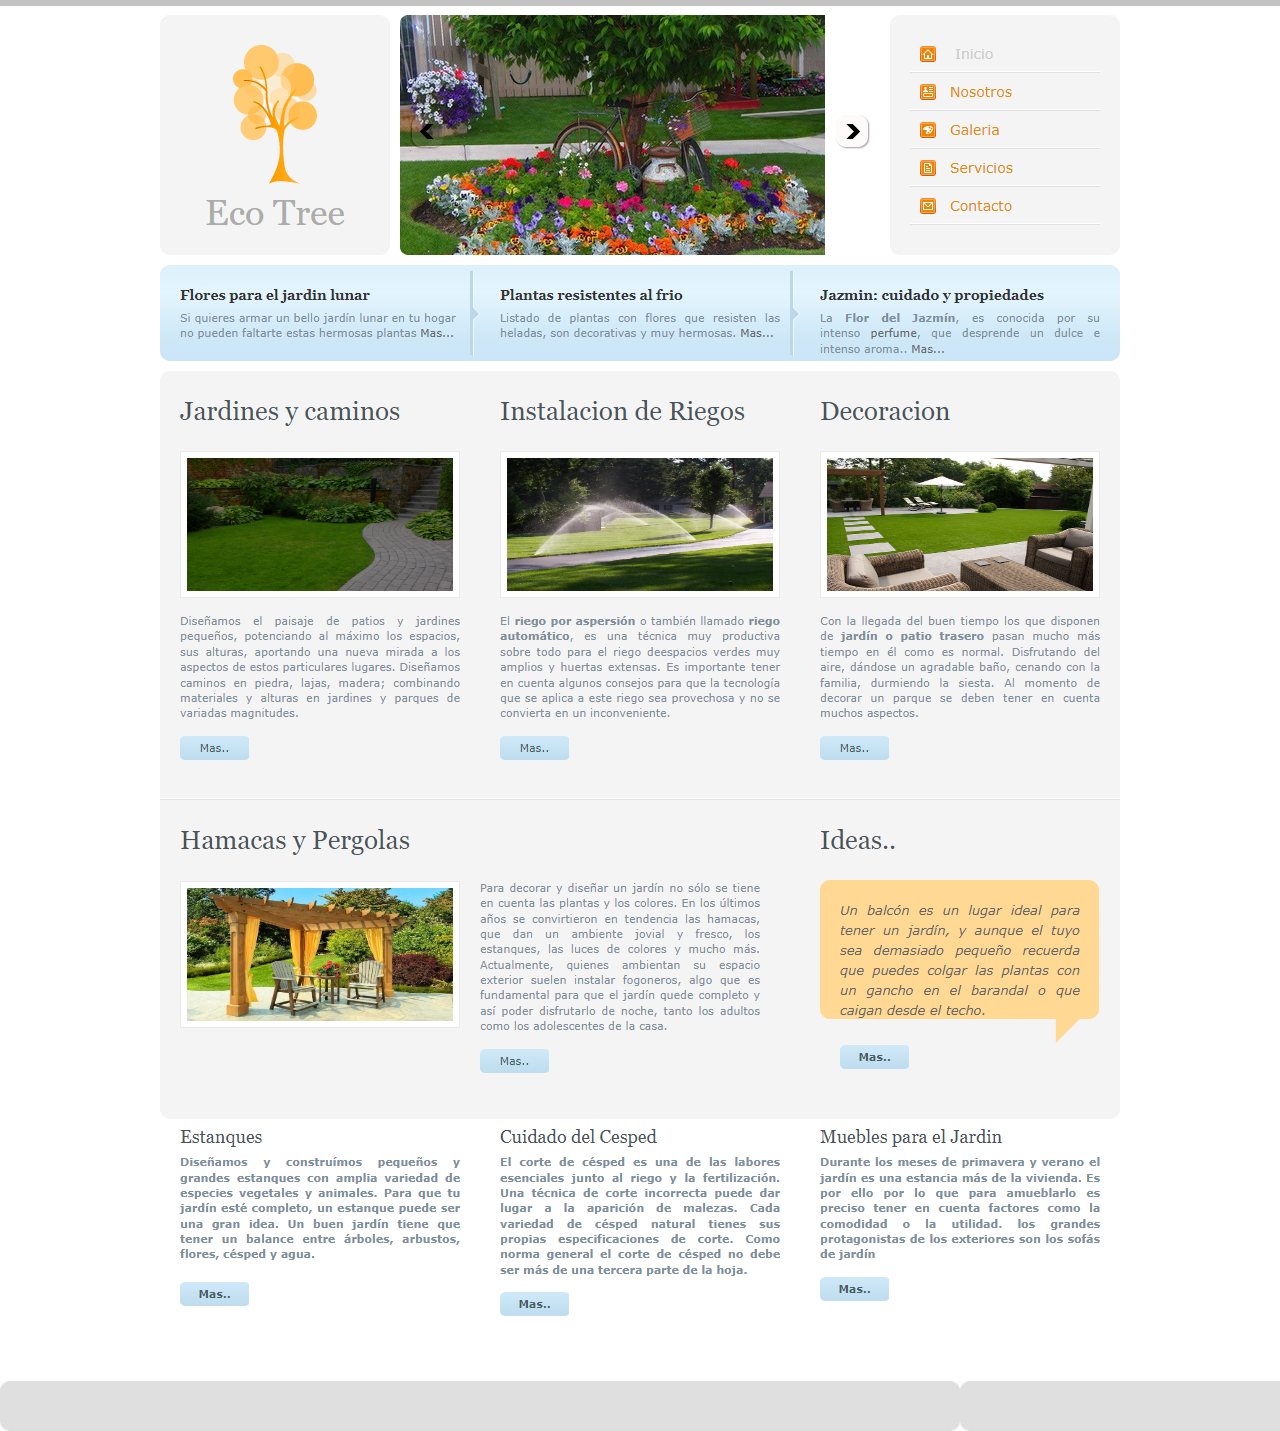 Eco Tree
Inicio
Nosotros
Galeria
Servicios
Contacto
Flores para el jardin lunar
Si quieres armar un bello jardín lunar en tu hogar
no pueden faltarte estas hermosas plantas Mas...
Plantas resistentes al frio
Listado de plantas con flores que resisten las
heladas, son decorativas y muy hermosas. Mas...
Jazmin: cuidado y propiedades
La Flor del Jazmín, es conocida por su
intenso perfume, que desprende un dulce e
intenso aroma.. Mas...
Jardines y caminos
Diseñamos el paisaje de patios y jardines
pequeños, potenciando al máximo los espacios,
sus alturas, aportando una nueva mirada a los
aspectos de estos particulares lugares. Diseñamos
caminos en piedra, lajas, madera; combinando
materiales y alturas en jardines y parques de
variadas magnitudes.
Mas..
Instalacion de Riegos
El riego por aspersión o también llamado riego
automático, es una técnica muy productiva
sobre todo para el riego deespacios verdes muy
amplios y huertas extensas. Es importante tener
en cuenta algunos consejos para que la tecnología
que se aplica a este riego sea provechosa y no se
convierta en un inconveniente.
Mas..
Decoracion
Con la llegada del buen tiempo los que disponen
de jardín o patio trasero pasan mucho más
tiempo en él como es normal. Disfrutando del
aire, dándose un agradable baño, cenando con la
familia, durmiendo la siesta. Al momento de
decorar un parque se deben tener en cuenta
muchos aspectos.
Mas..
Hamacas y Pergolas
Para decorar y diseñar un jardín no sólo se tiene
en cuenta las plantas y los colores. En los últimos
años se convirtieron en tendencia las hamacas,
que dan un ambiente jovial y fresco, los
estanques, las luces de colores y mucho más.
Actualmente, quienes ambientan su espacio
exterior suelen instalar fogoneros, algo que es
fundamental para que el jardín quede completo y
así poder disfrutarlo de noche, tanto los adultos
como los adolescentes de la casa.
Mas..
Ideas..
Un balcón es un lugar ideal para
tener un jardín, y aunque el tuyo
sea demasiado pequeño recuerda
que puedes colgar las plantas con
un gancho en el barandal o que
caigan desde el techo.
Mas..
Estanques
Diseñamos y construímos pequeños y
grandes estanques con amplia variedad de
especies vegetales y animales. Para que tu
jardín esté completo, un estanque puede ser
una gran idea. Un buen jardín tiene que
tener un balance entre árboles, arbustos,
flores, césped y agua.
Mas..
Cuidado del Cesped
El corte de césped es una de las labores
esenciales junto al riego y la fertilización.
Una técnica de corte incorrecta puede dar
lugar a la aparición de malezas. Cada
variedad de césped natural tienes sus
propias especificaciones de corte. Como
norma general el corte de césped no debe
ser más de una tercera parte de la hoja.
Mas..
Muebles para el Jardin
Durante los meses de primavera y verano el
jardín es una estancia más de la vivienda. Es
por ello por lo que para amueblarlo es
preciso tener en cuenta factores como la
comodidad o la utilidad. los grandes
protagonistas de los exteriores son los sofás
de jardín
Mas..